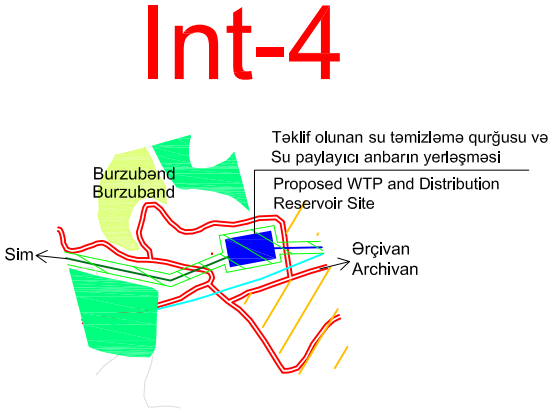 Int-4
Təklif olunan su təmizləmə qurğusu və
Su paylayıcı anbarın yerləşməsi
Proposed WTP and Distribution
Reservoir Site
Burzubənd
Burzuband
Sim
Ərçivan
Archivan